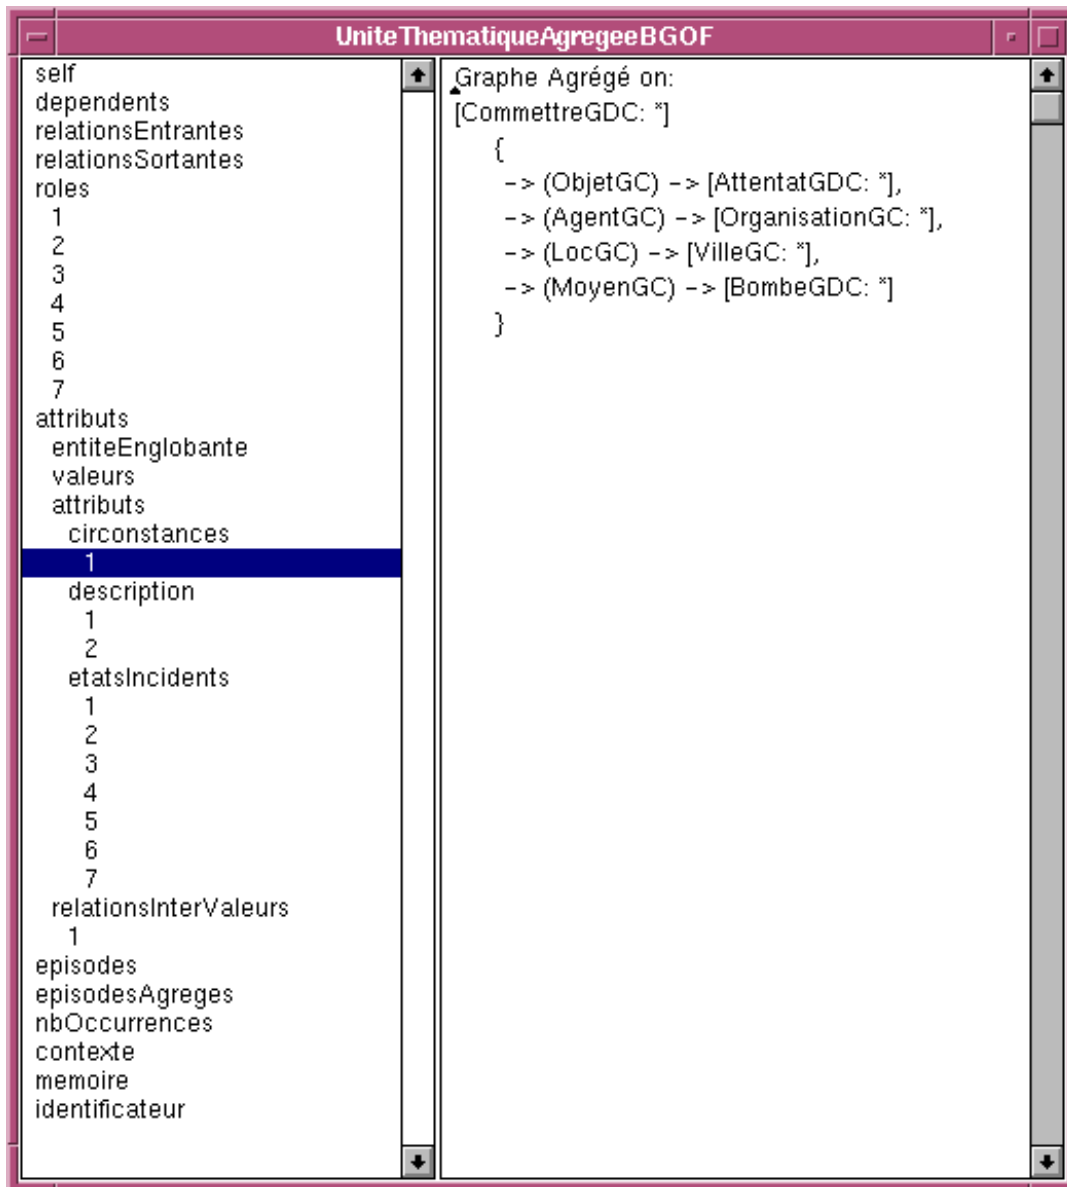 UniteThematiqueAgregeeBGOF
self
dependents
relationsEntrantes
relationsSortantes
roles
1
2
3
4
5
6
7
attributs
entiteEnglobante
valeurs
attributs
circonstances
1
description
1
2
etatsIncidents
1
2
3
4
5
6
7
relationsInterValeurs
1
episodes
episodesAgreges
nbOccurrences
contexte
memoire
identificateur
Graphe Agrégé on:
[CommettreGDC: *]
{
-> (ObjetGC) -> [AttentatGDC: *],
-> (AgentGC) -> [OrganisationGC: *],
-> (LocGC) -> [VilleGC: *],
-> (MoyenGC) -> [BombeGDC: *]
}